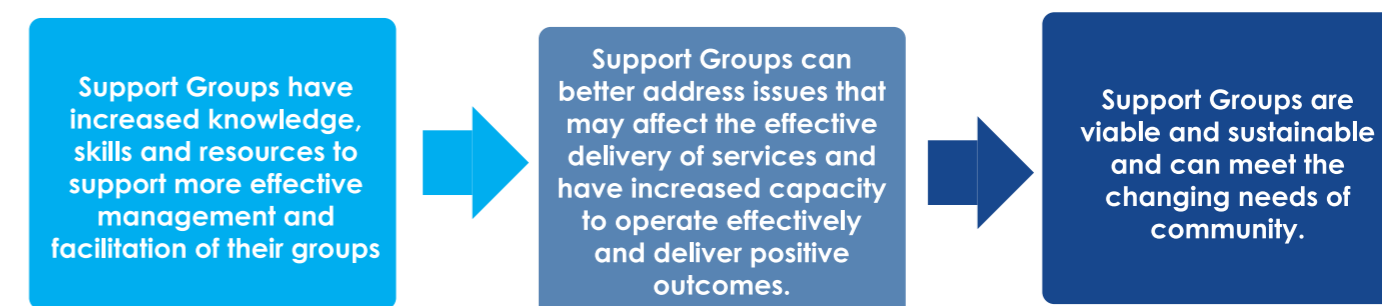 Support Groups have
increased knowledge,
skills and resources to
support more effective
management and
facilitation of their groups
Support Groups can
better address issues that
may affect the effective
delivery of services and
have increased capacity
to operate effectively
and deliver positive
outcomes.
Support Groups are
viable and sustainable
and can meet the
changing needs of
community.